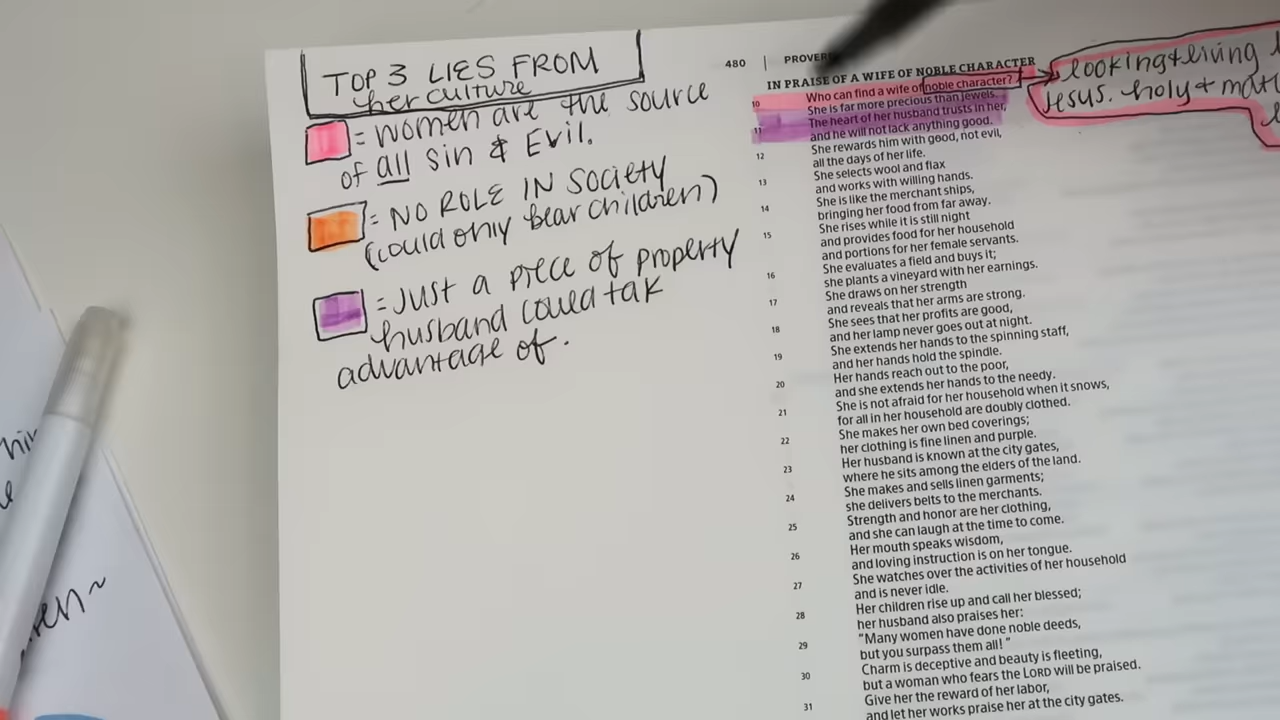 TOP 3 LIES FROM
her culture
= women are the source
of all sin & Evil.
= NO ROLE IN Society
(could only bear children)
= Just a piece of property
husband could tak
advantage of.
480 | PROVER
IN PRAISE OF A WIFE OF NOBLE CHARACTER
10 Who can find a wife of noble character?
She is far more precious than jewels.
11 The heart of her husband trusts in her,
and he will not lack anything good.
12 She rewards him with good, not evil,
all the days of her life.
13 She selects wool and flax
and works with willing hands.
14 She is like the merchant ships,
bringing her food from far away.
15 She rises while it is still night
and provides food for her household
and portions for her female servants.
16 She evaluates a field and buys it;
she plants a vineyard with her earnings.
17 She draws on her strength
and reveals that her arms are strong.
18 She sees that her profits are good,
and her lamp never goes out at night.
19 She extends her hands to the spinning staff,
and her hands hold the spindle.
20 Her hands reach out to the poor,
and she extends her hands to the needy.
21 She is not afraid for her household when it snows,
for all in her household are doubly clothed.
22 She makes her own bed coverings;
her clothing is fine linen and purple.
23 Her husband is known at the city gates,
where he sits among the elders of the land.
24 She makes and sells linen garments;
she delivers belts to the merchants.
25 Strength and honor are her clothing,
and she can laugh at the time to come.
26 Her mouth speaks wisdom,
and loving instruction is on her tongue.
27 She watches over the activities of her household
and is never idle.
28 Her children rise up and call her blessed;
her husband also praises her:
29 "Many women have done noble deeds,
but you surpass them all!"
30 Charm is deceptive and beauty is fleeting,
but a woman who fears the LORD will be praised.
31 Give her the reward of her labor,
and let her works praise her at the city gates.
looking & living
Jesus. holy +